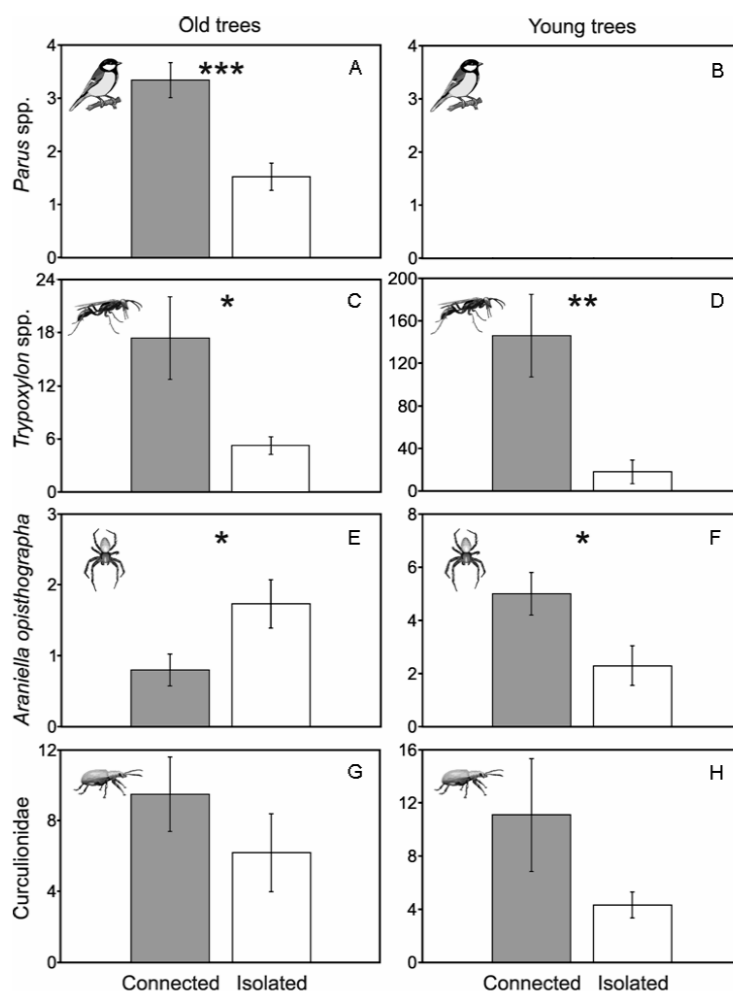 Old trees
Young trees
4
3
2
1
0
Parus spp.
***
A
4
3
2
1
0
B
24
18
12
6
0
Trypoxylon spp.
*
C
200
160
120
80
40
0
**
D
3
2
1
0
Araniella opisthographa
*
E
8
6
4
2
0
*
F
12
8
4
0
Curculionidae
G
16
12
8
4
0
H
Connected Isolated
Connected Isolated